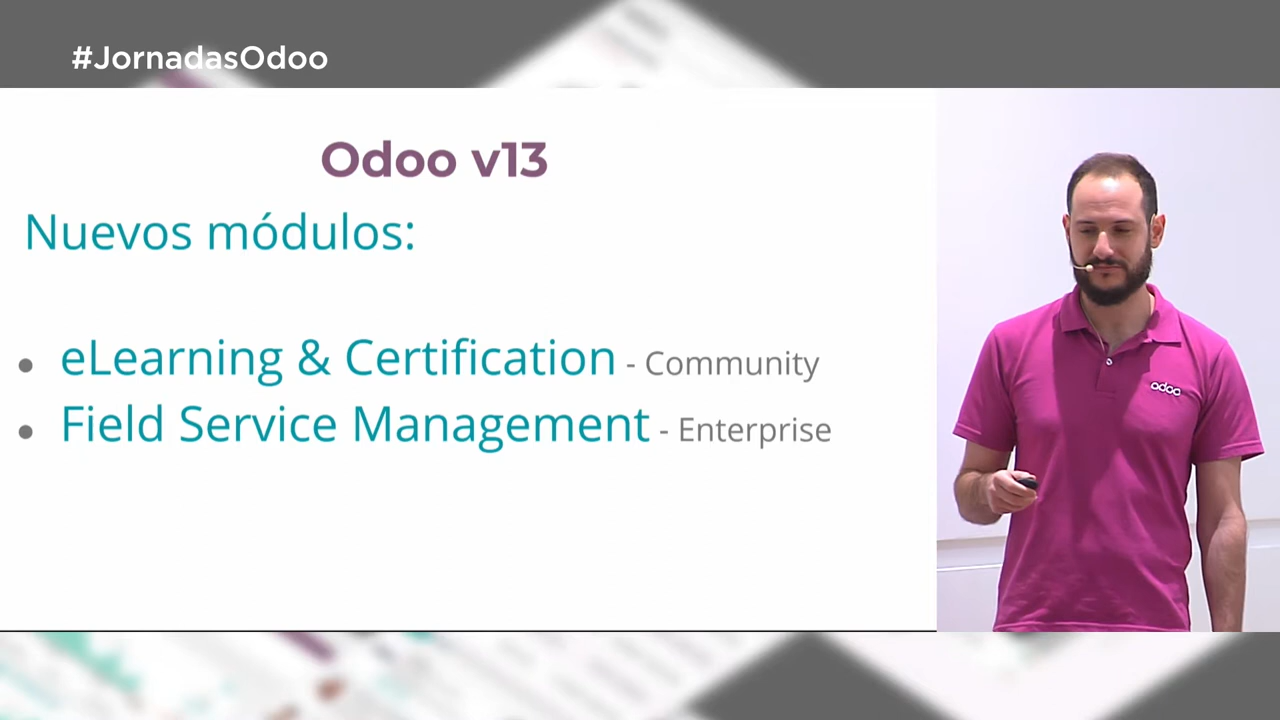 #JornadasOdoo
Odoo v13
Nuevos módulos:
• eLearning & Certification - Community
• Field Service Management - Enterprise
odoo